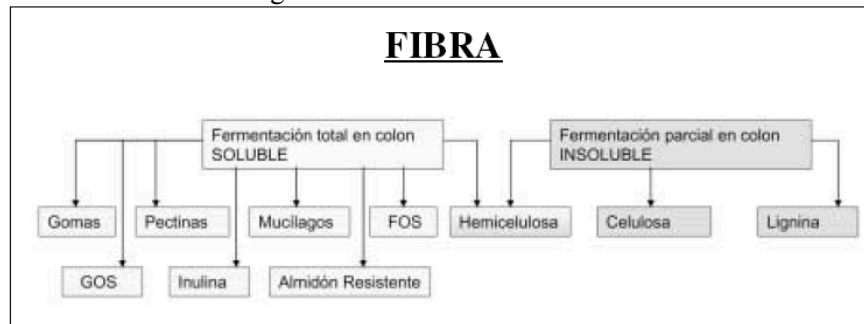 FIBRA
Fermentación total en colon
SOLUBLE
Fermentación parcial en colon
INSOLUBLE
Gomas
Pectinas
Mucilagos
FOS
Hemicelulosa
Celulosa
Lignina
GOS
Inulina
Almidón Resistente